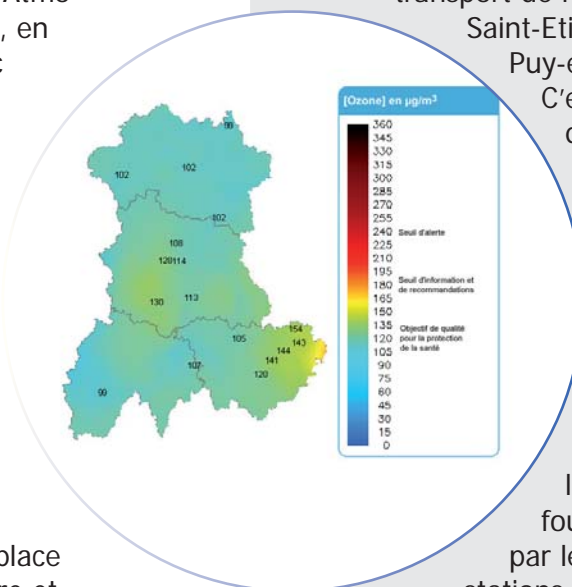 , en
transport de l
Saint-Eti
Puy-e
C'e
[Ozone] en µg/m³
360
345
330
315
300
285
270
255
240 Seuil d'alerte
225
210
195
180 Seuil d'information et
de recommandations
165
150
135 Objectif de qualité
120 pour la protection
105 de la santé
90
75
60
45
30
15
0
98
102
102
102
108
120 114
130
113
154
143
105
144
141
107
120
99
place
fou
par le